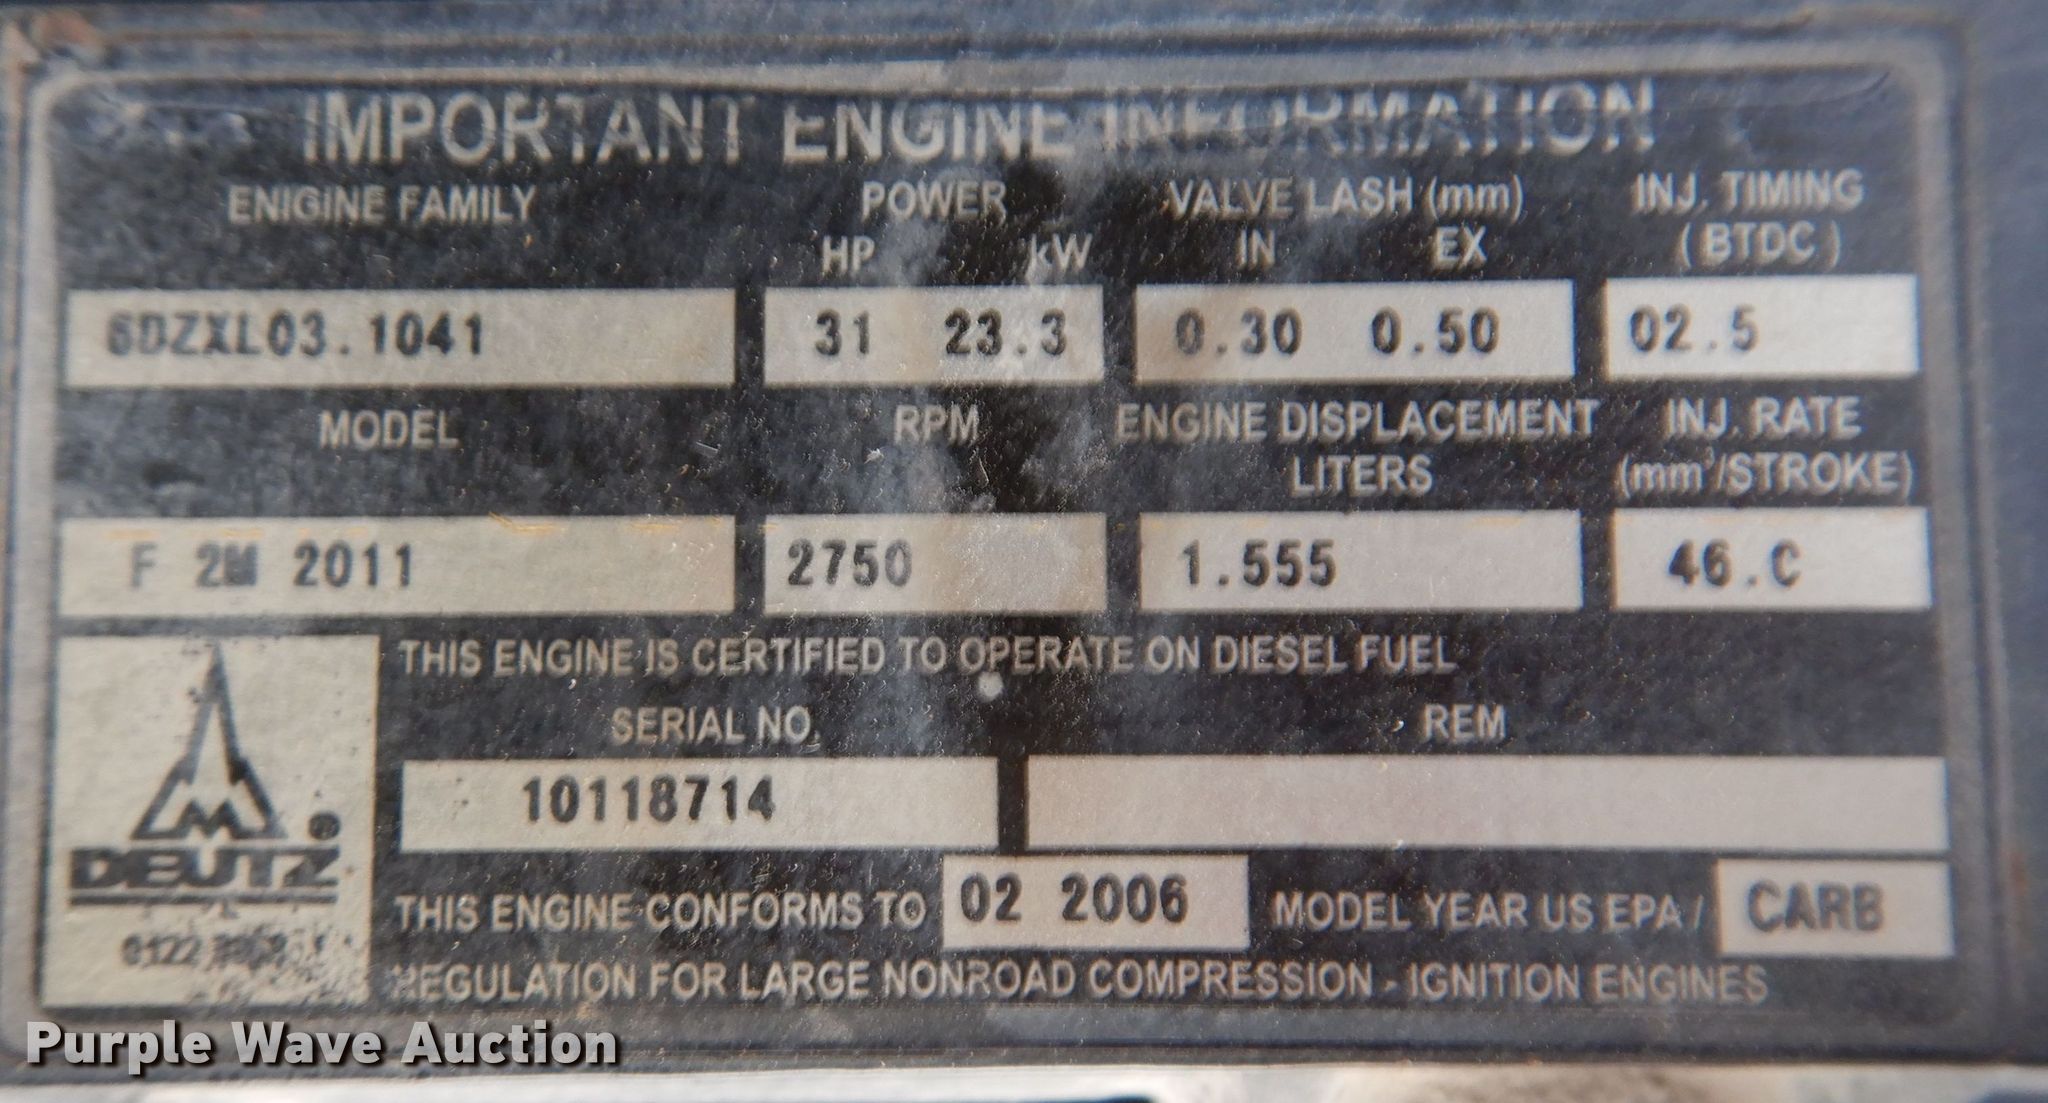 IMPORTANT ENGINE INFORMATION
ENIGINE FAMILY POWER VALVE LASH (mm) INJ. TIMING
HP kW IN EX (BTDC)
6DZXL03.1041 31 23.3 0.30 0.50 02.5
MODEL RPM ENGINE DISPLACEMENT INJ. RATE
LITERS (mm³/STROKE)
F 2M 2011 2750 1.555 46.C
THIS ENGINE IS CERTIFIED TO OPERATE ON DIESEL FUEL
SERIAL NO. REM
10118714
DEUTZ®
0122
THIS ENGINE CONFORMS TO 02 2006 MODEL YEAR US EPA / CARB
REGULATION FOR LARGE NONROAD COMPRESSION - IGNITION ENGINES
Purple Wave Auction